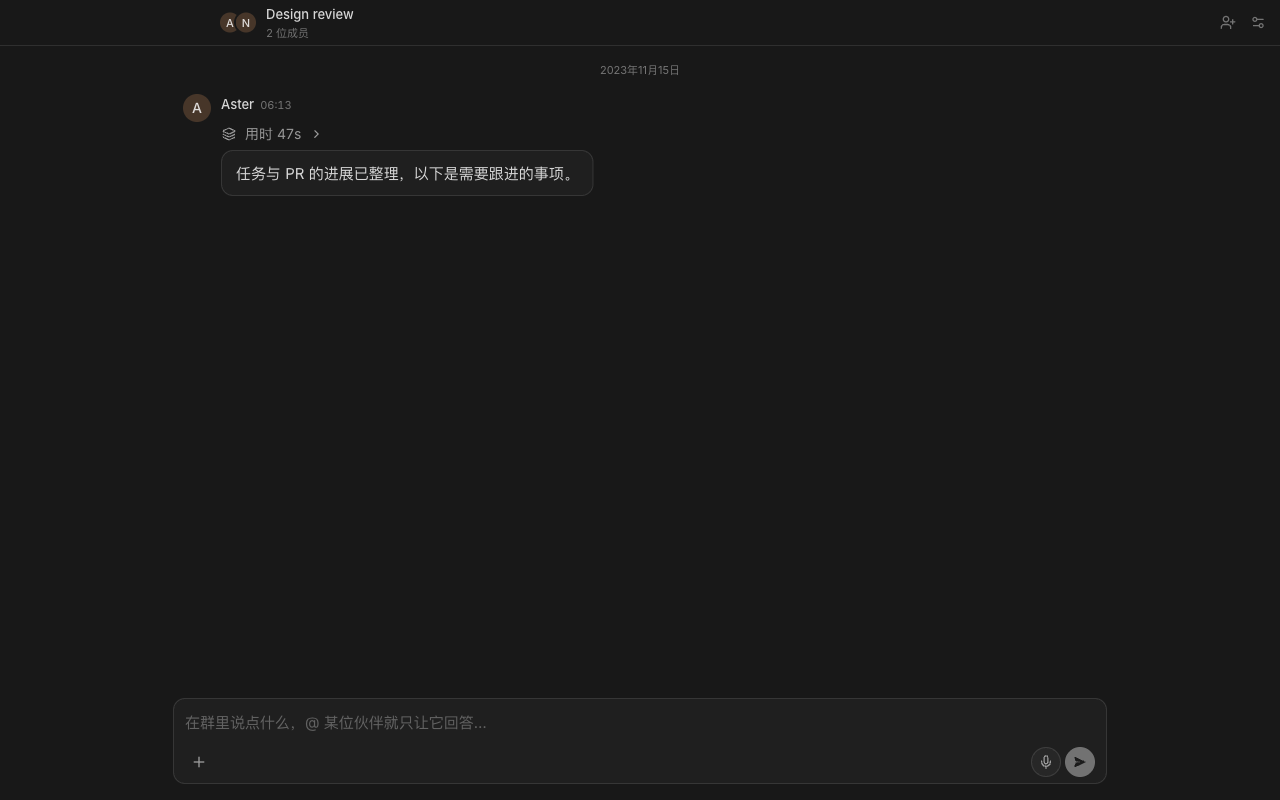 A N Design review
2 位成员
2023年11月15日
A Aster 06:13
用时 47s
任务与 PR 的进展已整理，以下是需要跟进的事项。
在群里说点什么，@ 某位伙伴就只让它回答...